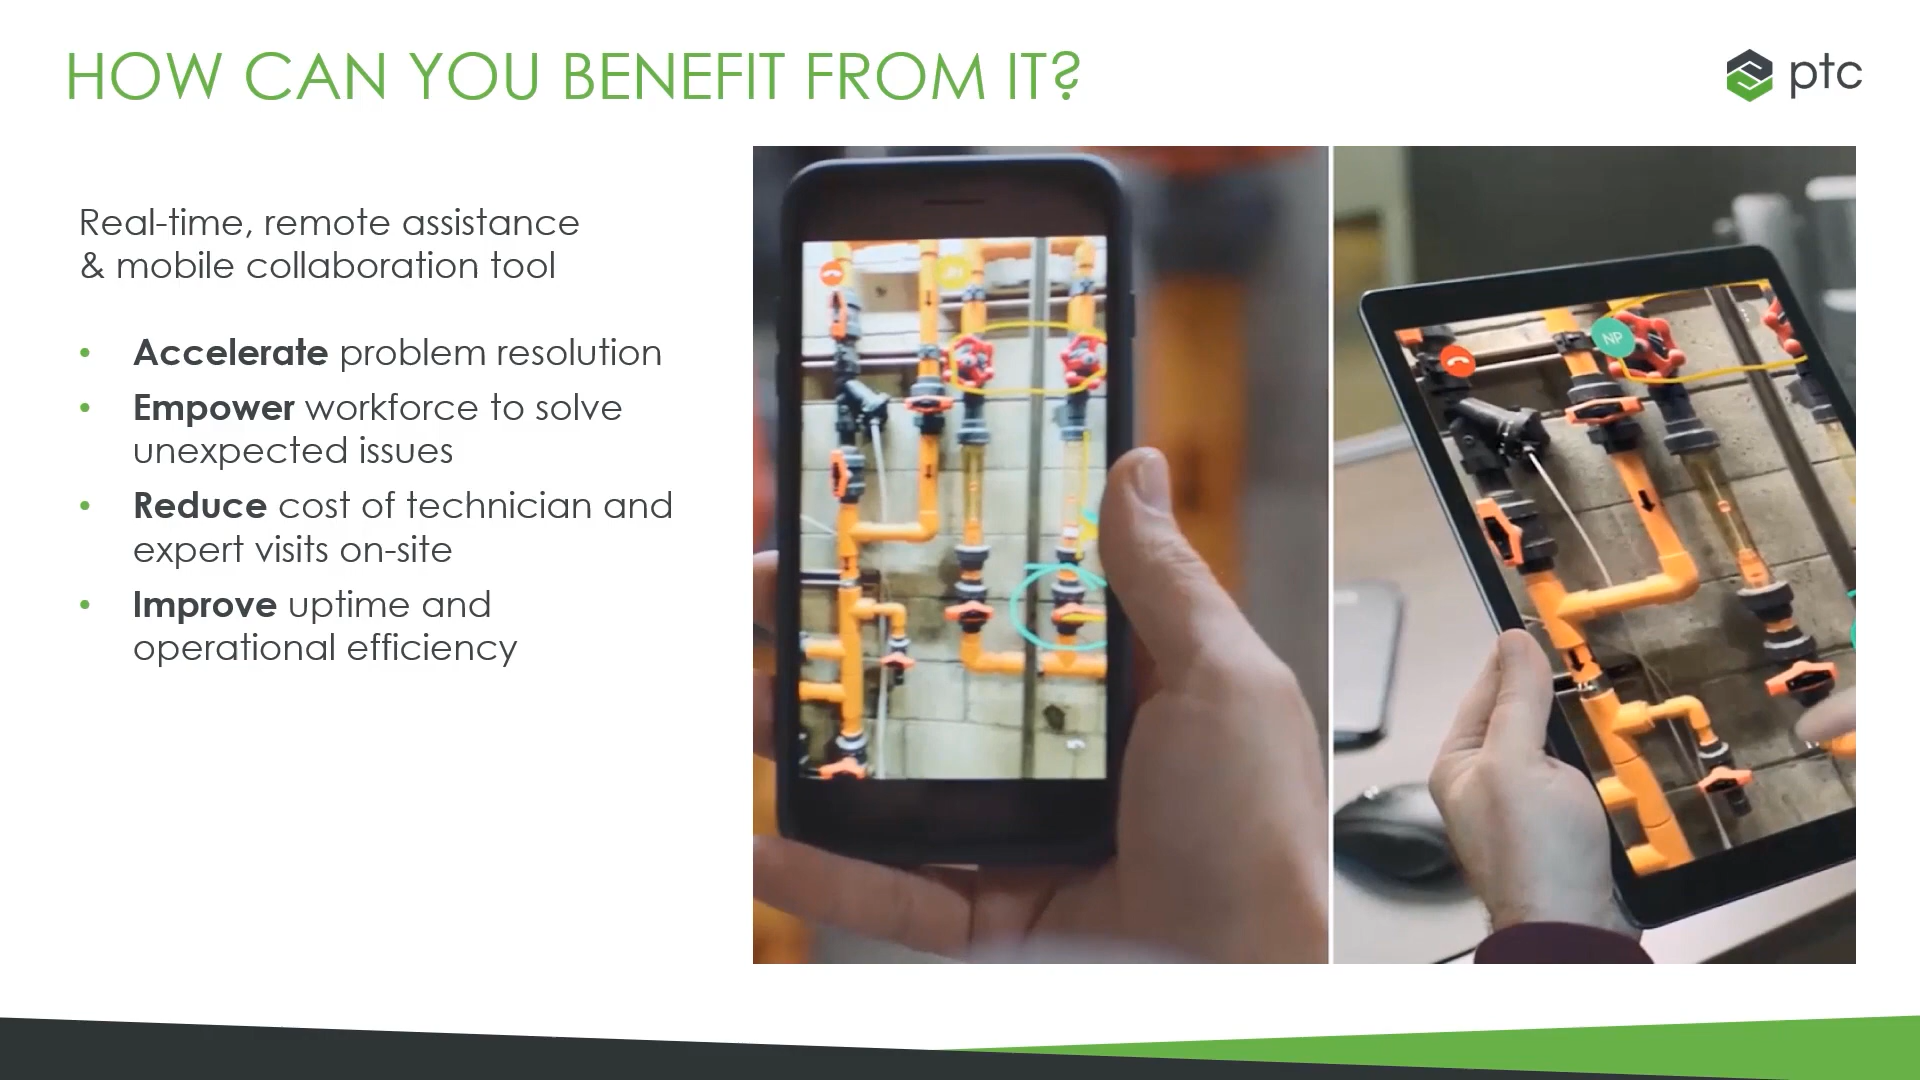 HOW CAN YOU BENEFIT FROM IT?
ptc
Real-time, remote assistance
& mobile collaboration tool
• Accelerate problem resolution
• Empower workforce to solve
unexpected issues
• Reduce cost of technician and
expert visits on-site
• Improve uptime and
operational efficiency
NP